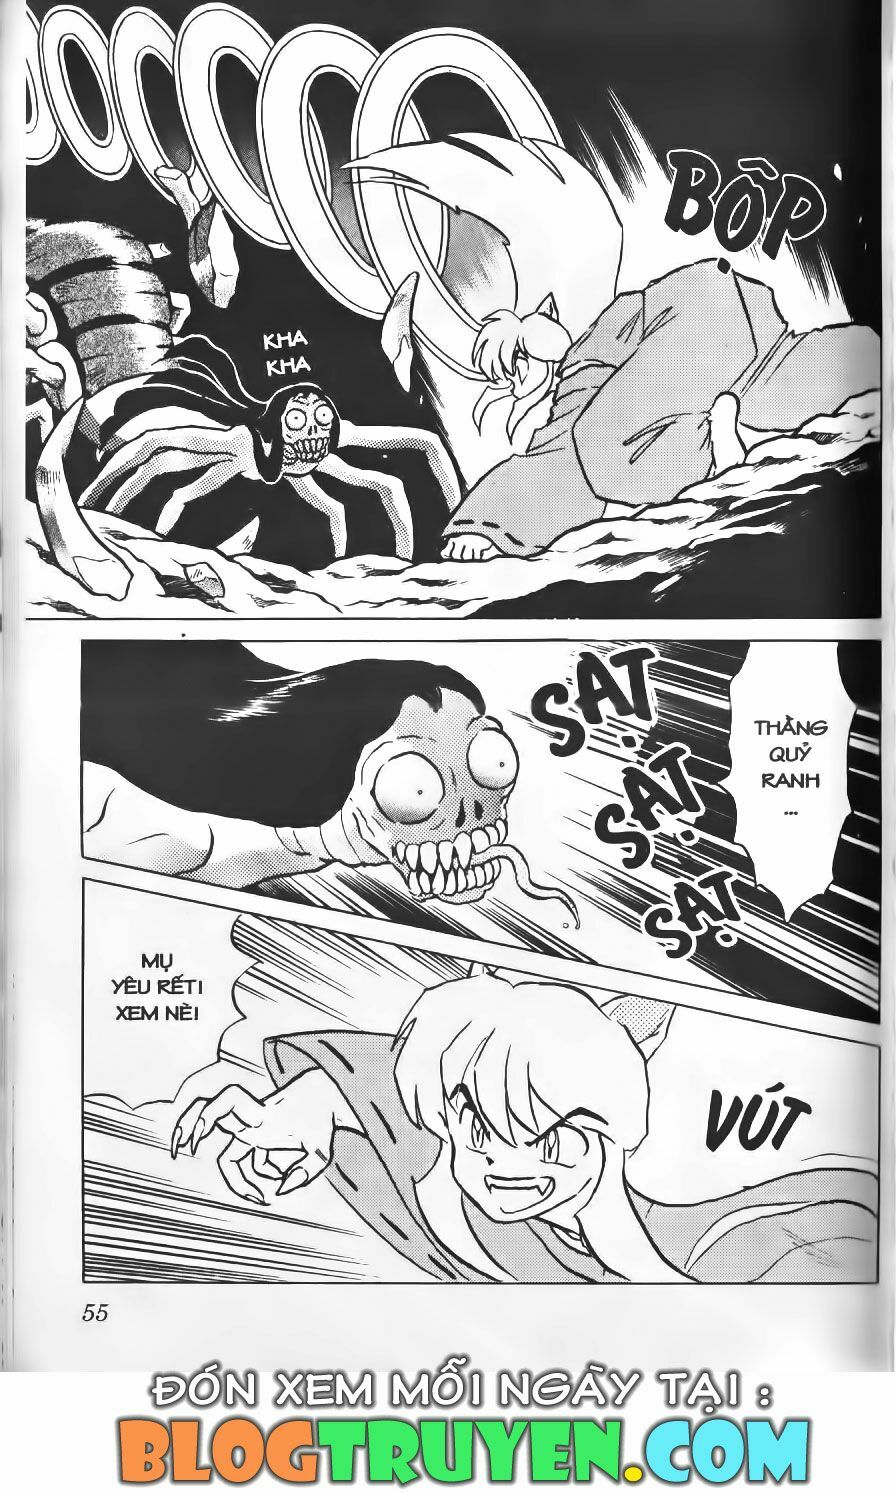 BỘP
KHA
KHA
THẰNG
QUỶ
RANH
...
SẠT
SẠT
SẠT
MỤ
YÊU RẾT!
XEM NÈ!
VÚT
55
ĐÓN XEM MỖI NGÀY TẠI :
BLOGTRUYEN.COM